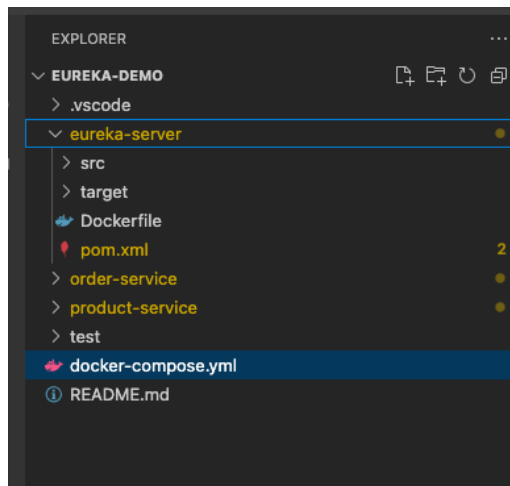 EXPLORER
EUREKA-DEMO
.vscode
eureka-server
src
target
Dockerfile
pom.xml 2
order-service
product-service
test
docker-compose.yml
README.md